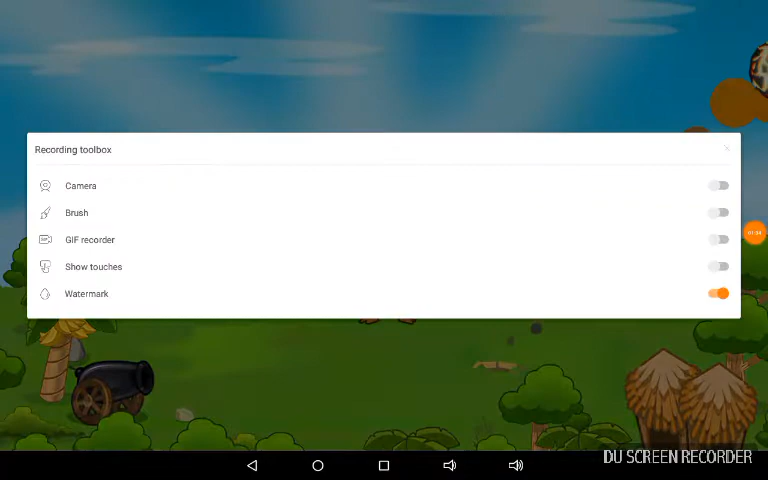 Recording toolbox
Camera
Brush
GIF recorder
Show touches
Watermark
DU SCREEN RECORDER